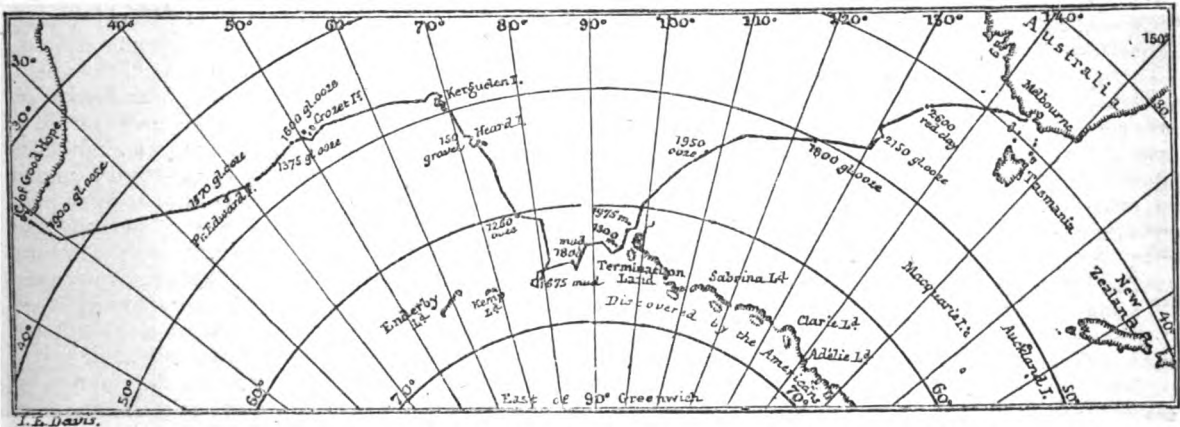 40° 50° 60° 70° 80° 90° 100° 110° 120° 130° 140° 150°
30°
30°
Australia
Melbourne
30°
Tasmania
New Zealand
40°
C. of Good Hope
1900 gl. ooze
1570 gl. ooze
Pr. Edward I.
1375 gl. ooze
1600 gl. ooze
Crozet Is.
Kerguelen I.
150 gravel
Heard I.
1260 ooze
1675 mud
mud 1800
1975 m.
1300
Termination Land
1950 ooze
1800 gl. ooze
2150 gl. ooze
2600 red clay
Enderby Ld.
Kemp Ld.
Sabrina Ld.
Clarie Ld.
Adélie Ld.
Discovered by the Americans
Macquarie I.
Auckland I.
40°
50°
60°
70°
East of 90° Greenwich
70°
60°
50°
J. E. Davis.